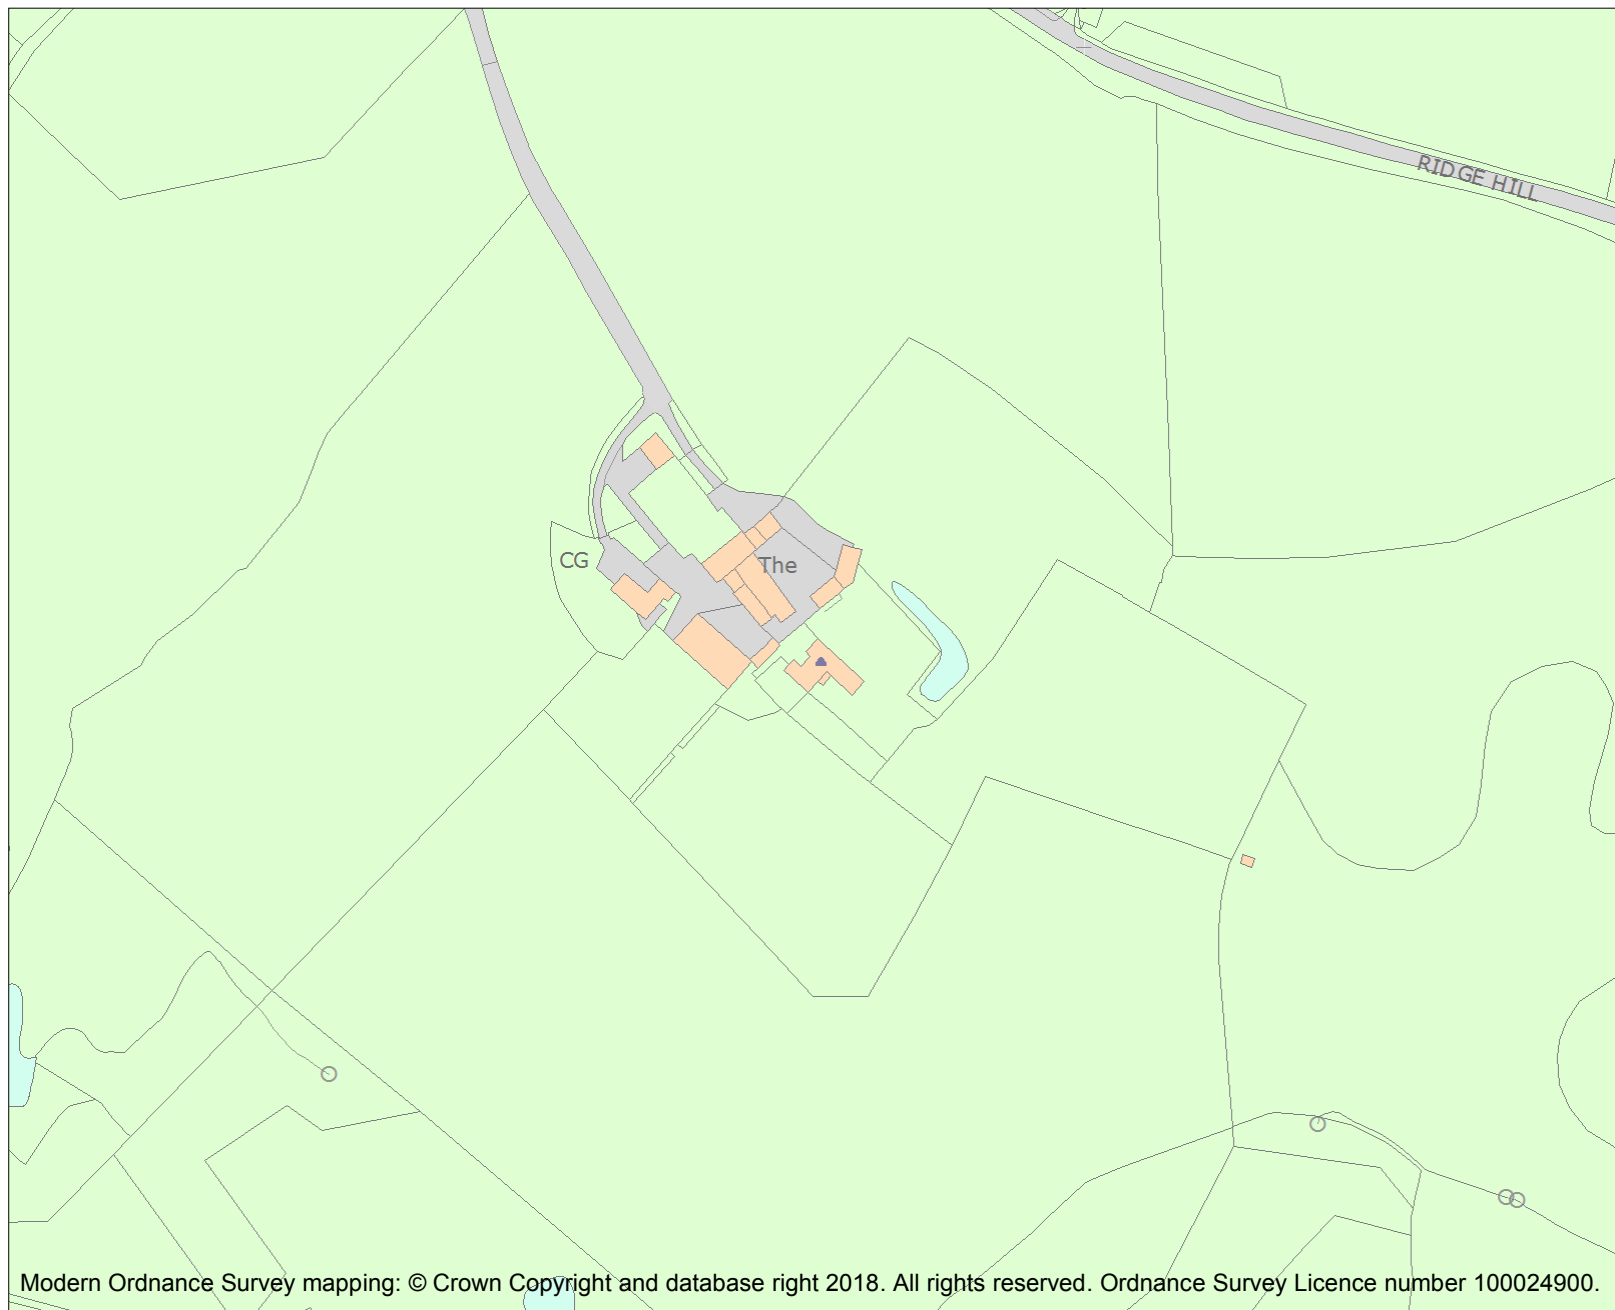 RIDGE HILL
CG
The
Modern Ordnance Survey mapping: © Crown Copyright and database right 2018. All rights reserved. Ordnance Survey Licence number 100024900.